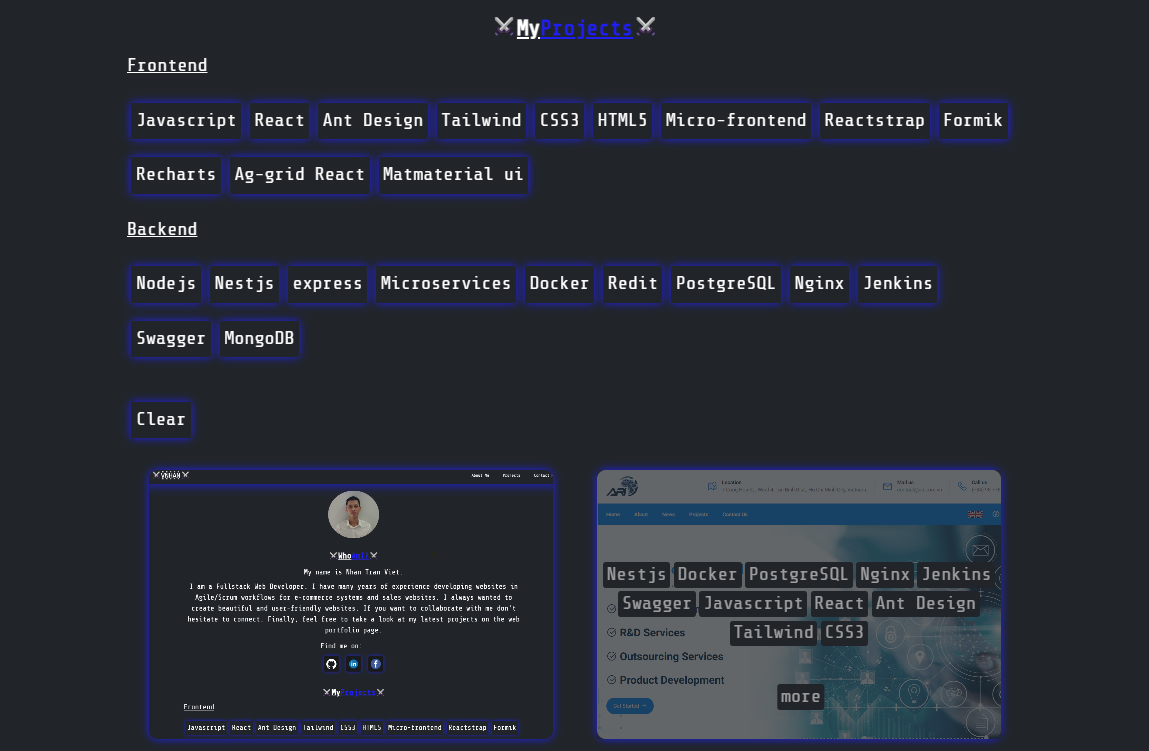 MyProjects
Frontend
Javascript React Ant Design Tailwind CSS3 HTML5 Micro-frontend Reactstrap Formik
Recharts Ag-grid React Matmaterial ui
Backend
Nodejs Nestjs express Microservices Docker Redit PostgreSQL Nginx Jenkins
Swagger MongoDB
Clear
About Me Projects Contact
Who
My name is Nhan Tran Viet.
I am a Fullstack Web Developer. I have many years of experience developing websites in
Agile/Scrum workflows for e-commerce systems and sales websites. I always wanted to
create beautiful and user-friendly websites. If you want to collaborate with me don't
hesitate to connect. Finally, feel free to take a look at my latest projects on the web
portfolio page.
Find me on:
MyProjects
Frontend
Javascript React Ant Design Tailwind CSS3 HTML5 Micro-frontend Reactstrap Formik
Location
Mail us
Call us
Home About News Projects Contact Us
Nestjs Docker PostgreSQL Nginx Jenkins
Swagger Javascript React Ant Design
Tailwind CSS3
R&D Services
Outsourcing Services
Product Development
more
Get Started